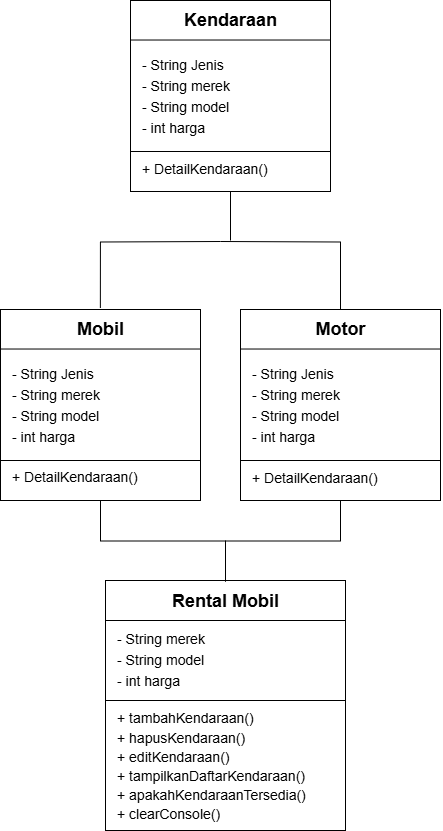 Kendaraan
- String Jenis
- String merek
- String model
- int harga
+ DetailKendaraan()
Mobil
- String Jenis
- String merek
- String model
- int harga
+ DetailKendaraan()
Motor
- String Jenis
- String merek
- String model
- int harga
+ DetailKendaraan()
Rental Mobil
- String merek
- String model
- int harga
+ tambahKendaraan()
+ hapusKendaraan()
+ editKendaraan()
+ tampilkanDaftarKendaraan()
+ apakahKendaraanTersedia()
+ clearConsole()